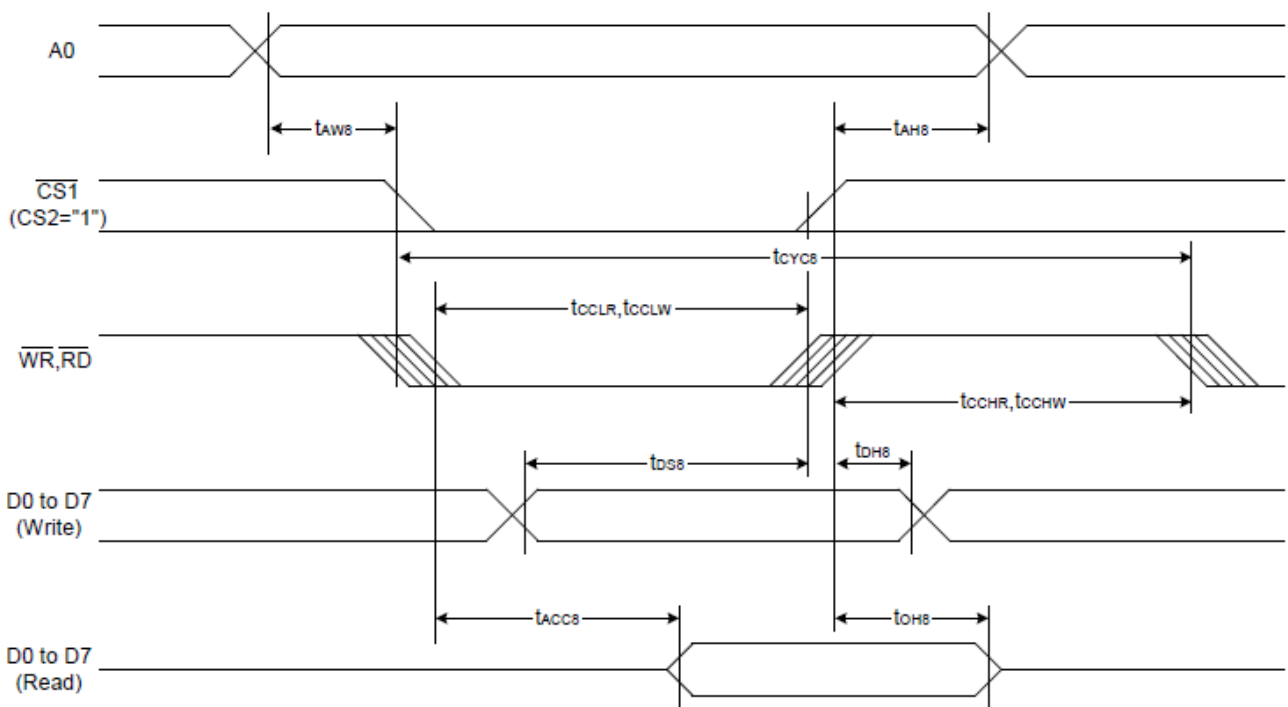 A0
tAW8
tAH8
CS1
(CS2="1")
tCYC8
tCCLR,tCCLW
WR,RD
tCCHR,tCCHW
tDS8
tDH8
D0 to D7
(Write)
tACC8
tOH8
D0 to D7
(Read)